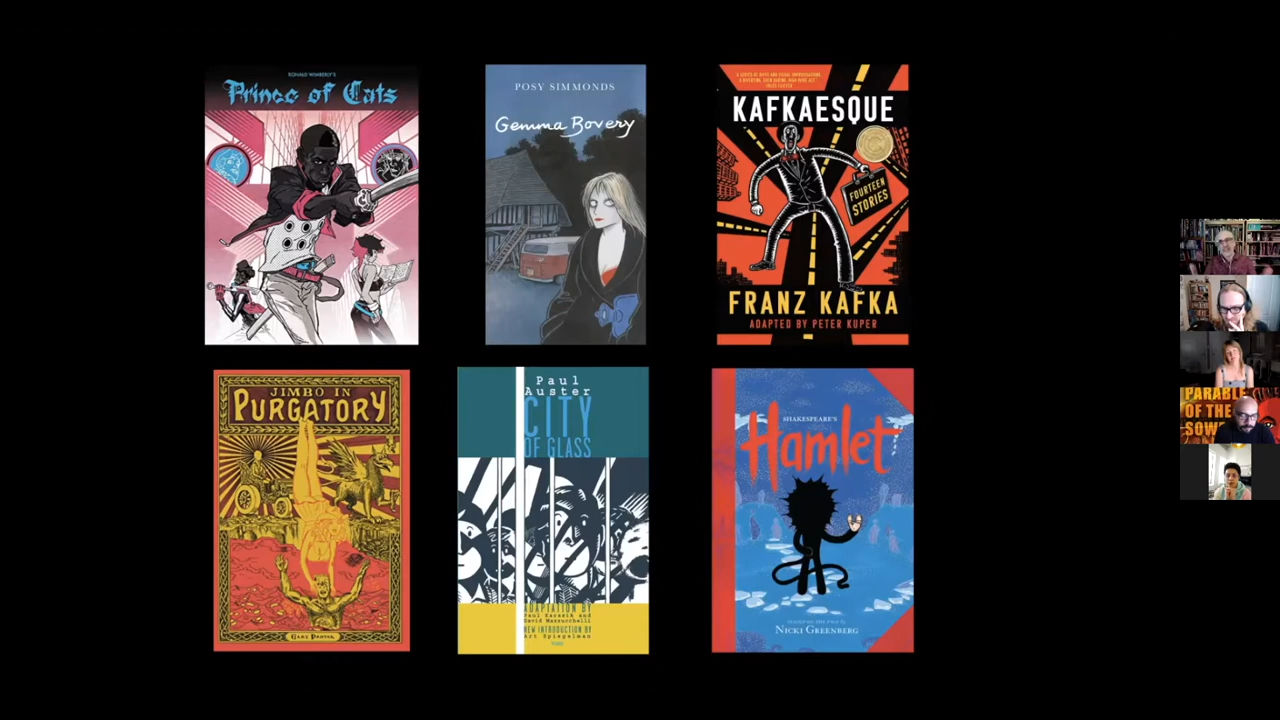 RONALD WIMBERLY'S
Prince of Cats
POSY SIMMONDS
Gemma Bovery
KAFKAESQUE
FOURTEEN
STORIES
FRANZ KAFKA
ADAPTED BY PETER KUPER
JIMBO IN
PURGATORY
GARY PANTER
Paul
Auster
CITY
OF GLASS
ADAPTATION BY
Paul Karasik and
David Mazzucchelli
NEW INTRODUCTION BY
Art Spiegelman
SHAKESPEARE'S
Hamlet
NICKI GREENBERG
PARABLE
OF THE
SOW